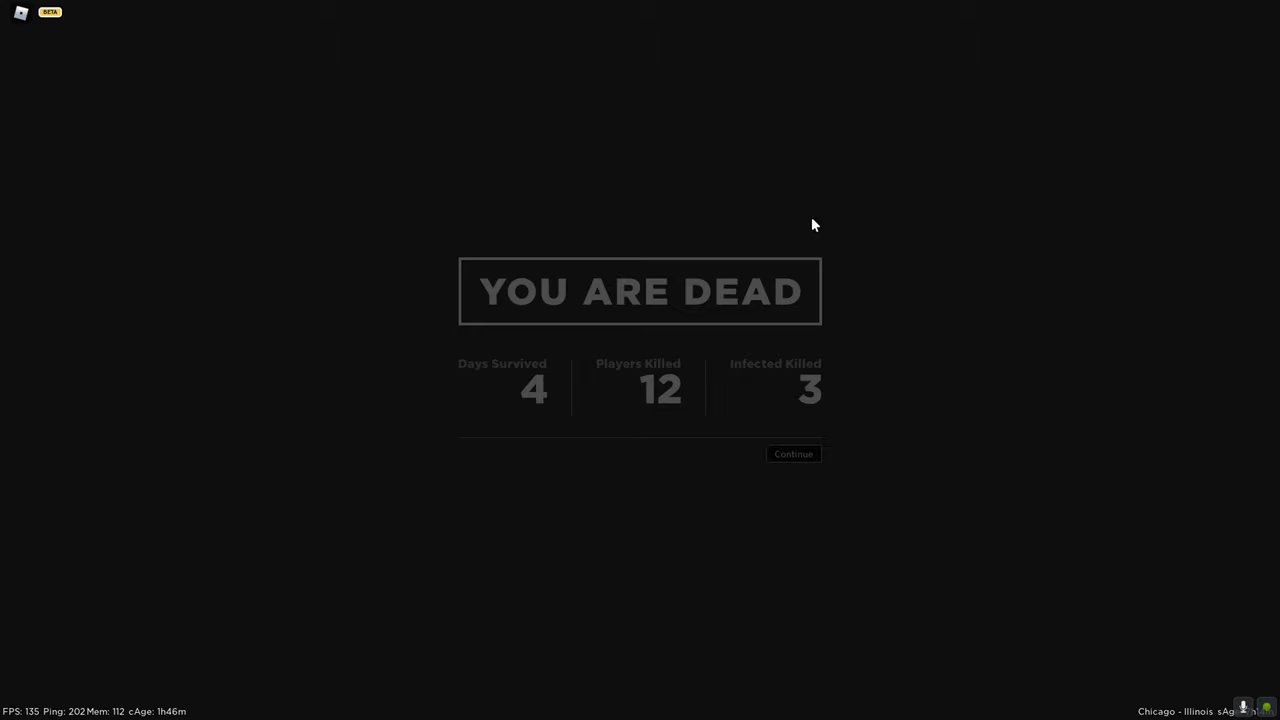 BETA
YOU ARE DEAD
Days Survived Players Killed Infected Killed
4 12 3
Continue
FPS: 135 Ping: 202 Mem: 112 cAge: 1h46m Chicago - Illinois